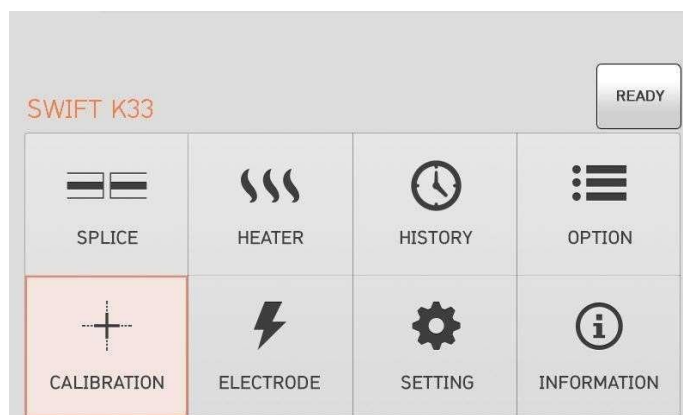 READY
SWIFT K33
SPLICE HEATER HISTORY OPTION
CALIBRATION ELECTRODE SETTING INFORMATION